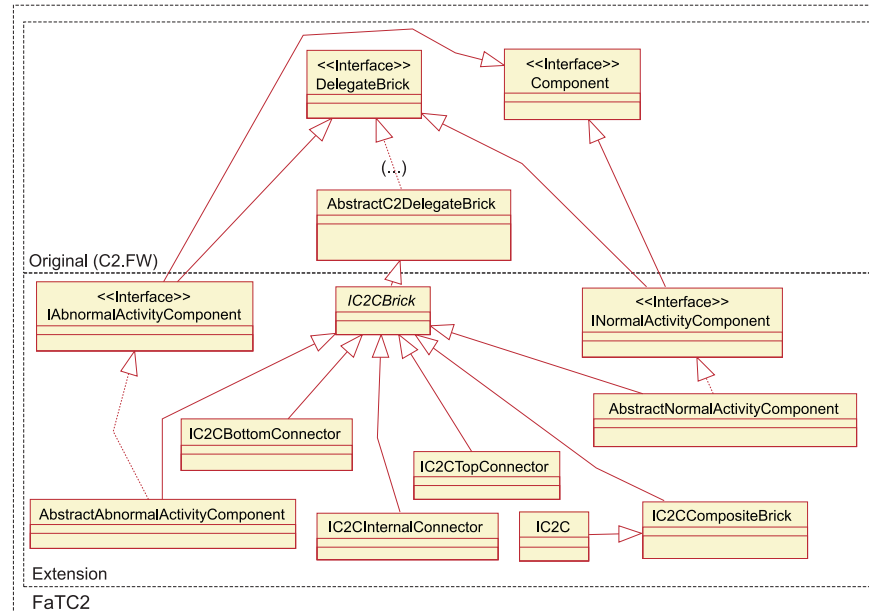 <<Interface>>
DelegateBrick
<<Interface>>
Component
(...)
AbstractC2DelegateBrick
Original (C2.FW)
<<Interface>>
IAbnormalActivityComponent
IC2CBrick
<<Interface>>
INormalActivityComponent
AbstractNormalActivityComponent
IC2CBottomConnector
IC2CTopConnector
AbstractAbnormalActivityComponent
IC2CInternalConnector
IC2C
IC2CCompositeBrick
Extension
FaTC2